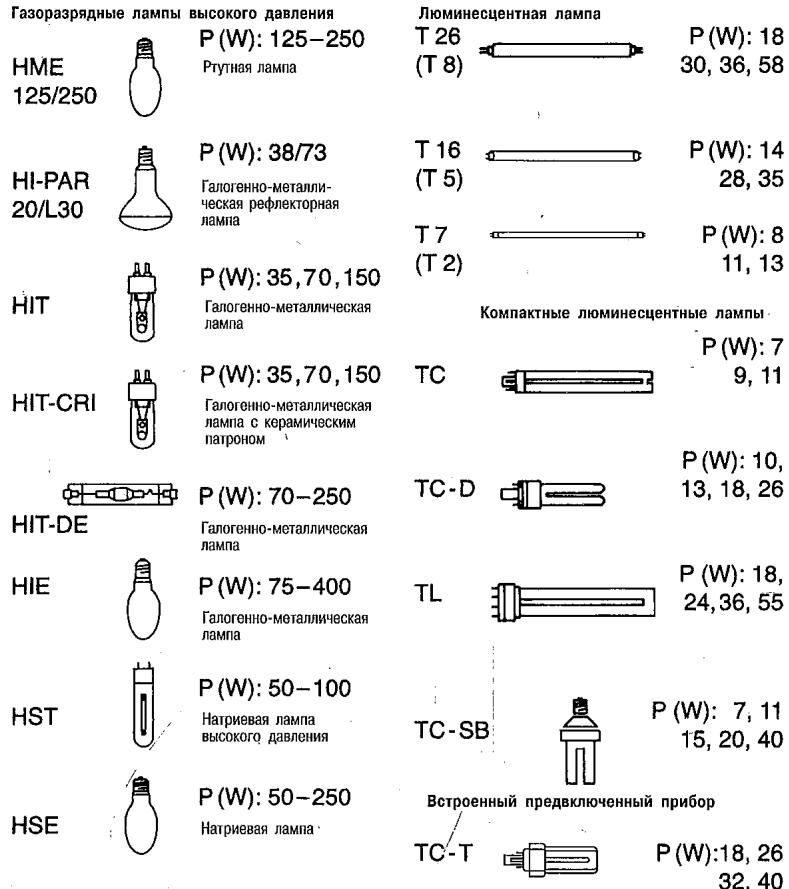 Газоразрядные лампы высокого давления
HME
125/250
P (W): 125–250
Ртутная лампа
HI-PAR
20/L30
P (W): 38/73
Галогенно-металли-
ческая рефлекторная
лампа
HIT
P (W): 35,70,150
Галогенно-металлическая
лампа
HIT-CRI
P (W): 35,70,150
Галогенно-металлическая
лампа с керамическим
патроном
HIT-DE
P (W): 70–250
Галогенно-металлическая
лампа
HIE
P (W): 75–400
Галогенно-металлическая
лампа
HST
P (W): 50–100
Натриевая лампа
высокого давления
HSE
P (W): 50–250
Натриевая лампа
Люминесцентная лампа
T 26
(T 8)
P (W): 18
30, 36, 58
T 16
(T 5)
P (W): 14
28, 35
T 7
(T 2)
P (W): 8
11, 13
Компактные люминесцентные лампы
TC
P (W): 7
9, 11
TC-D
P (W): 10,
13, 18, 26
TL
P (W): 18,
24,36, 55
TC-SB
P (W): 7, 11
15, 20, 40
Встроенный предвключенный прибор
TC-T
P (W):18, 26
32, 40